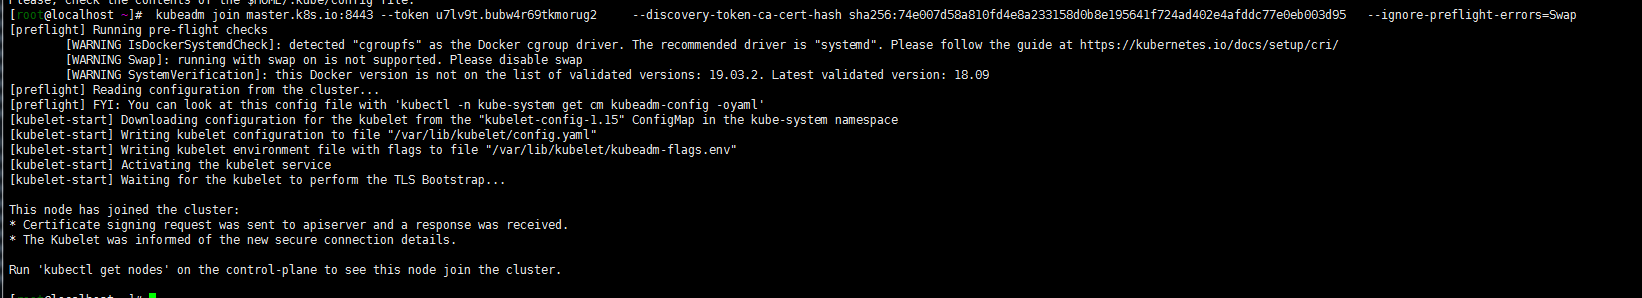 Please, check the contents of the $HOME/.kube/config file.
[root@localhost ~]#  kubeadm join master.k8s.io:8443 --token u7lv9t.bubw4r69tkmorug2     --discovery-token-ca-cert-hash sha256:74e007d58a810fd4e8a233158d0b8e195641f724ad402e4afddc77e0eb003d95   --ignore-preflight-errors=Swap
[preflight] Running pre-flight checks
        [WARNING IsDockerSystemdCheck]: detected "cgroupfs" as the Docker cgroup driver. The recommended driver is "systemd". Please follow the guide at https://kubernetes.io/docs/setup/cri/
        [WARNING Swap]: running with swap on is not supported. Please disable swap
        [WARNING SystemVerification]: this Docker version is not on the list of validated versions: 19.03.2. Latest validated version: 18.09
[preflight] Reading configuration from the cluster...
[preflight] FYI: You can look at this config file with 'kubectl -n kube-system get cm kubeadm-config -oyaml'
[kubelet-start] Downloading configuration for the kubelet from the "kubelet-config-1.15" ConfigMap in the kube-system namespace
[kubelet-start] Writing kubelet configuration to file "/var/lib/kubelet/config.yaml"
[kubelet-start] Writing kubelet environment file with flags to file "/var/lib/kubelet/kubeadm-flags.env"
[kubelet-start] Activating the kubelet service
[kubelet-start] Waiting for the kubelet to perform the TLS Bootstrap...
This node has joined the cluster:
* Certificate signing request was sent to apiserver and a response was received.
* The Kubelet was informed of the new secure connection details.
Run 'kubectl get nodes' on the control-plane to see this node join the cluster.
[root@localhost ~]#